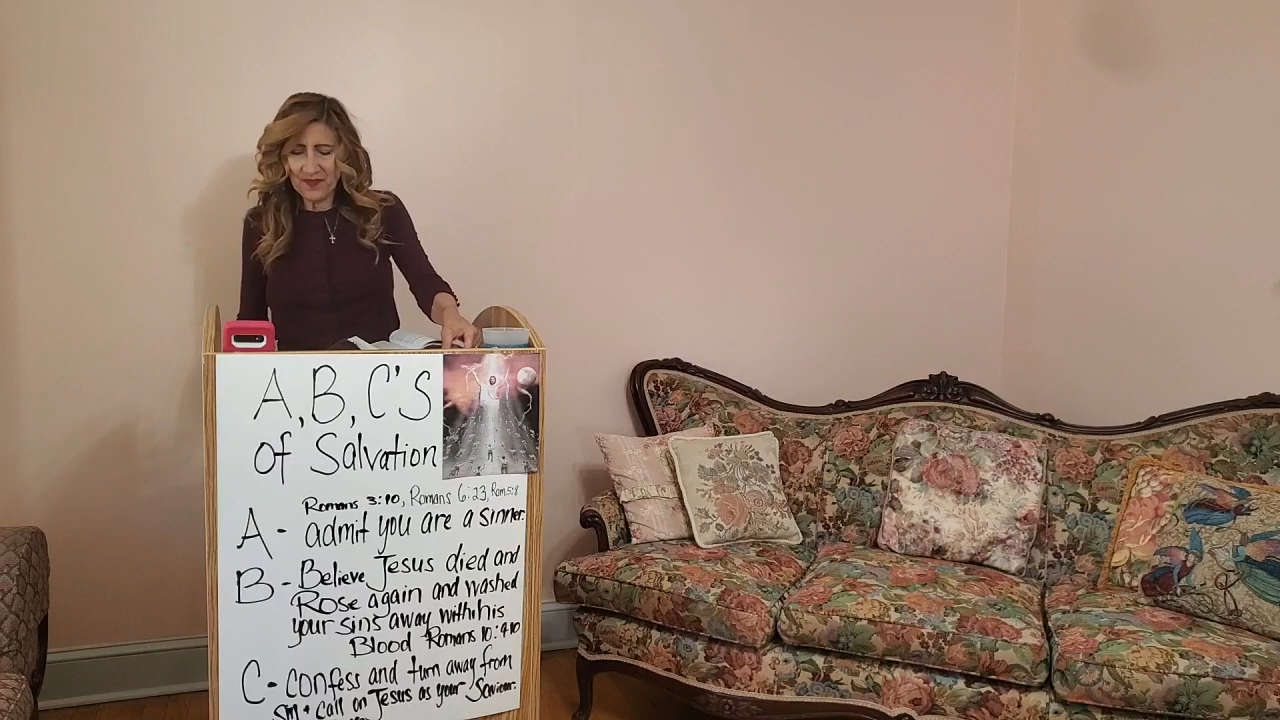 A, B, C'S
of Salvation
Romans 3:10, Romans 6:23, Rom. 5:8
A - admit you are a sinner.
B - Believe Jesus died and
Rose again and washed
your sins away with his
Blood Romans 10:9-10
C - confess and turn away from
Sin + call on Jesus as your Saviour.